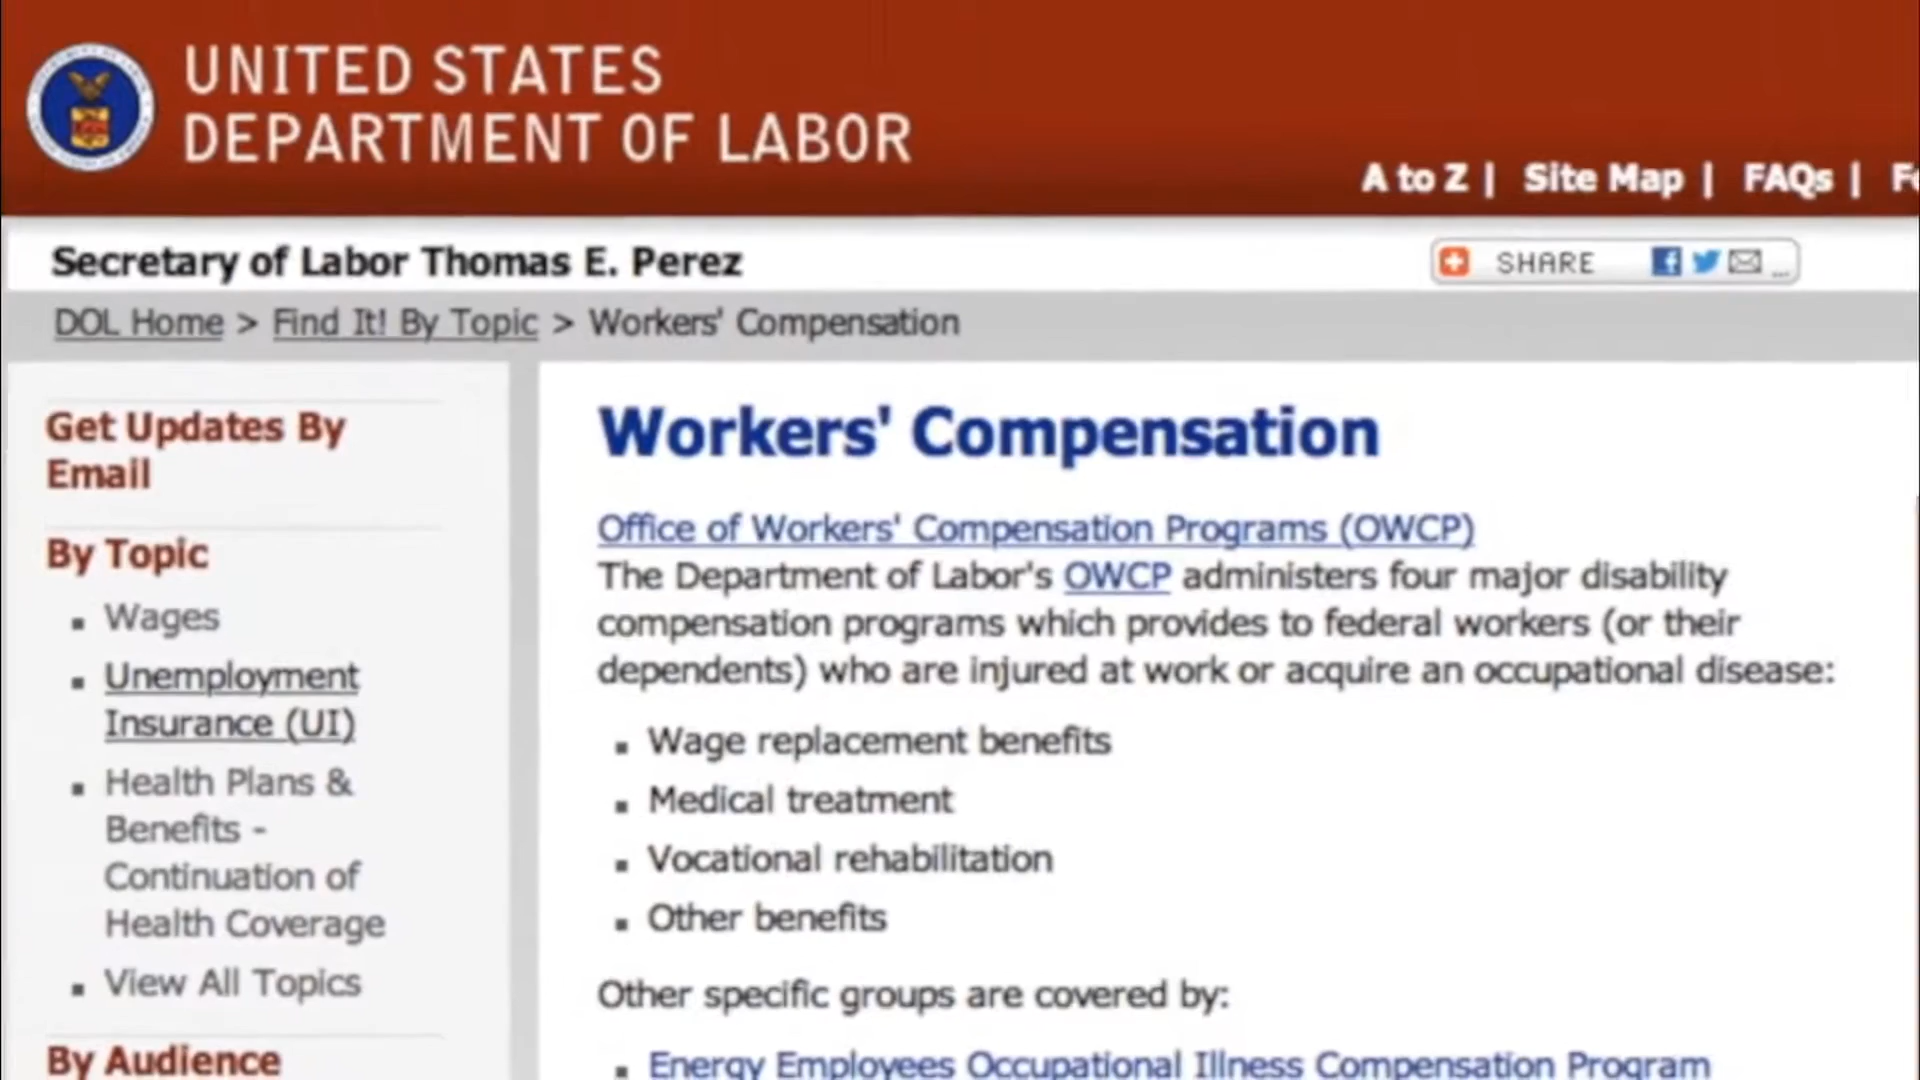 UNITED STATES
DEPARTMENT OF LABOR
A to Z | Site Map | FAQs |
Secretary of Labor Thomas E. Perez
SHARE
DOL Home > Find It! By Topic > Workers' Compensation
Get Updates By
Email
By Topic
Wages
Unemployment
Insurance (UI)
Health Plans &
Benefits -
Continuation of
Health Coverage
View All Topics
By Audience
Workers' Compensation
Office of Workers' Compensation Programs (OWCP)
The Department of Labor's OWCP administers four major disability
compensation programs which provides to federal workers (or their
dependents) who are injured at work or acquire an occupational disease:
Wage replacement benefits
Medical treatment
Vocational rehabilitation
Other benefits
Other specific groups are covered by:
Energy Employees Occupational Illness Compensation Program